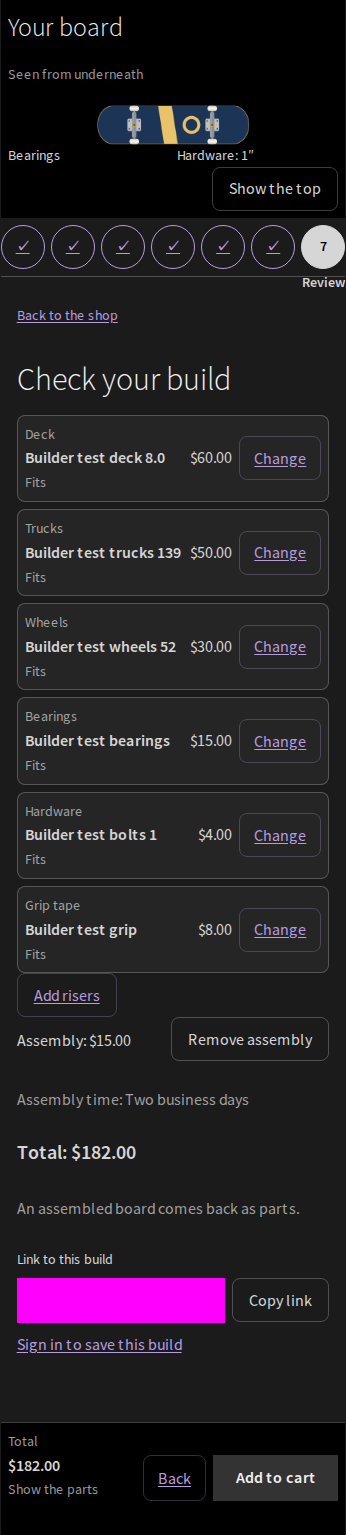 Your board
Seen from underneath
Bearings
Hardware: 1″
Show the top
✓ ✓ ✓ ✓ ✓ ✓ 7
Review
Back to the shop
Check your build
Deck
Builder test deck 8.0 $60.00 Change
Fits
Trucks
Builder test trucks 139 $50.00 Change
Fits
Wheels
Builder test wheels 52 $30.00 Change
Fits
Bearings
Builder test bearings $15.00 Change
Fits
Hardware
Builder test bolts 1 $4.00 Change
Fits
Grip tape
Builder test grip $8.00 Change
Fits
Add risers
Assembly: $15.00 Remove assembly
Assembly time: Two business days
Total: $182.00
An assembled board comes back as parts.
Link to this build
Copy link
Sign in to save this build
Total
$182.00
Show the parts
Back
Add to cart